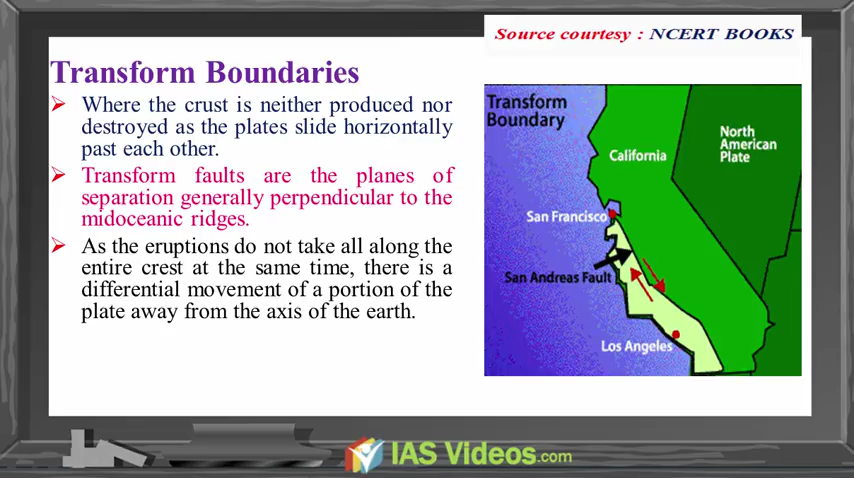 Source courtesy : NCERT BOOKS
Transform Boundaries
Where the crust is neither produced nor
destroyed as the plates slide horizontally
past each other.
Transform faults are the planes of
separation generally perpendicular to the
midoceanic ridges.
As the eruptions do not take all along the
entire crest at the same time, there is a
differential movement of a portion of the
plate away from the axis of the earth.
Transform
Boundary
California
North
American
Plate
San Francisco
San Andreas Fault
Los Angeles
IAS Videos.com